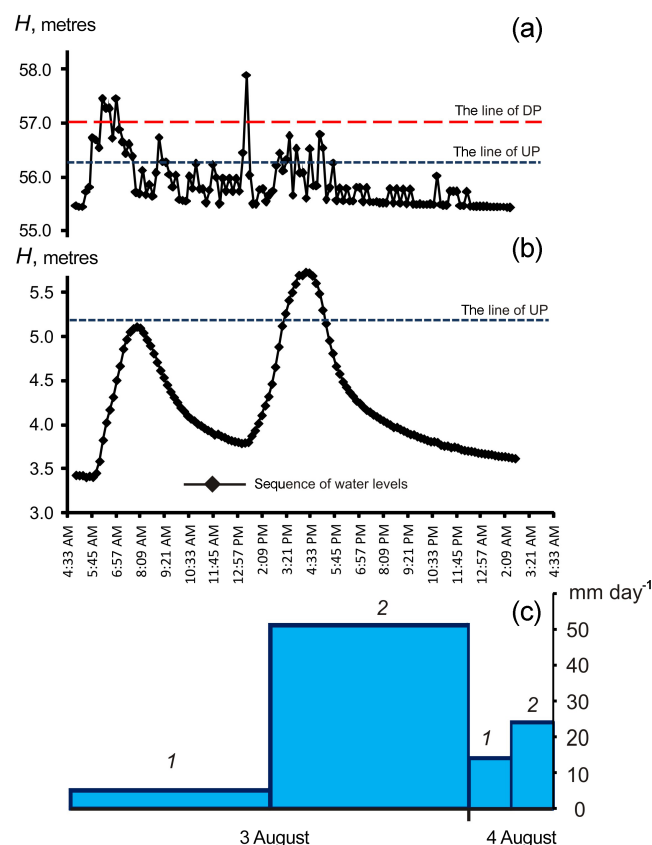 H, metres
(a)
58.0
The line of DP
57.0
The line of UP
56.0
55.0
H, metres
(b)
5.5
The line of UP
5.0
4.5
4.0
3.5
Sequence of water levels
3.0
4:33 AM
5:45 AM
6:57 AM
8:09 AM
9:21 AM
10:33 AM
11:45 AM
12:57 PM
2:09 PM
3:21 PM
4:33 PM
5:45 PM
6:57 PM
8:09 PM
9:21 PM
10:33 PM
11:45 PM
12:57 AM
2:09 AM
3:21 AM
4:33 AM
(c)
mm day-1
2
50
40
30
2
1
20
1
10
0
3 August
4 August